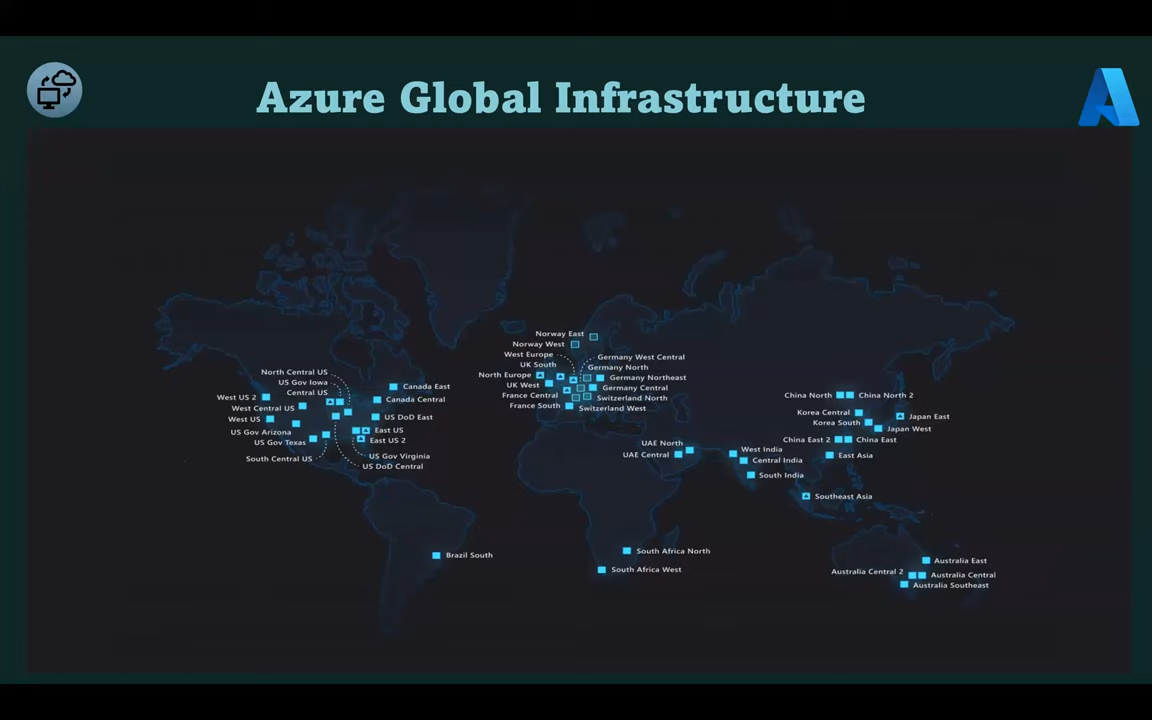 Azure Global Infrastructure
Norway East
Norway West
West Europe
UK South
North Europe
UK West
France Central
France South
Germany West Central
Germany North
Germany Northeast
Germany Central
Switzerland North
Switzerland West
North Central US
US Gov Iowa
Central US
West US 2
West Central US
West US
US Gov Arizona
US Gov Texas
South Central US
Canada East
Canada Central
US DoD East
East US
East US 2
US Gov Virginia
US DoD Central
UAE North
UAE Central
West India
Central India
South India
China North
China North 2
Korea Central
Korea South
Japan East
Japan West
China East 2
China East
East Asia
Southeast Asia
Brazil South
South Africa North
South Africa West
Australia East
Australia Central 2
Australia Central
Australia Southeast